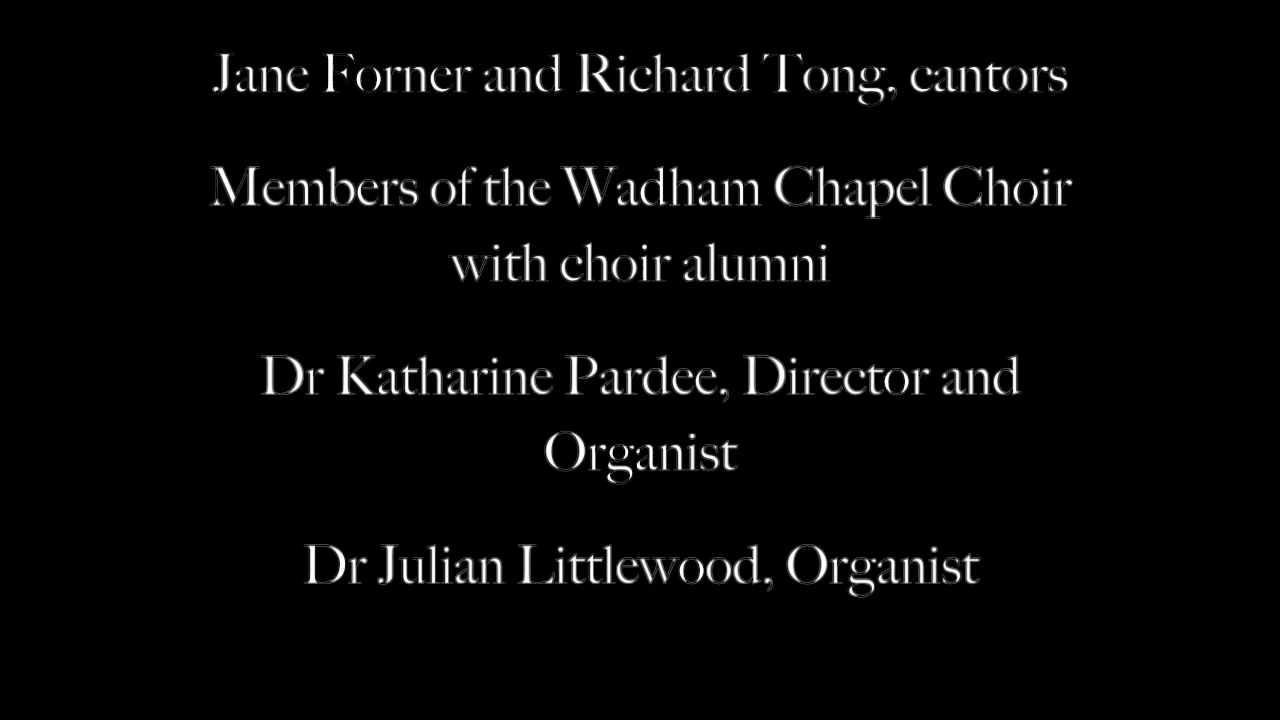 Jane Forner and Richard Tong, cantors
Members of the Wadham Chapel Choir
with choir alumni
Dr Katharine Pardee, Director and
Organist
Dr Julian Littlewood, Organist